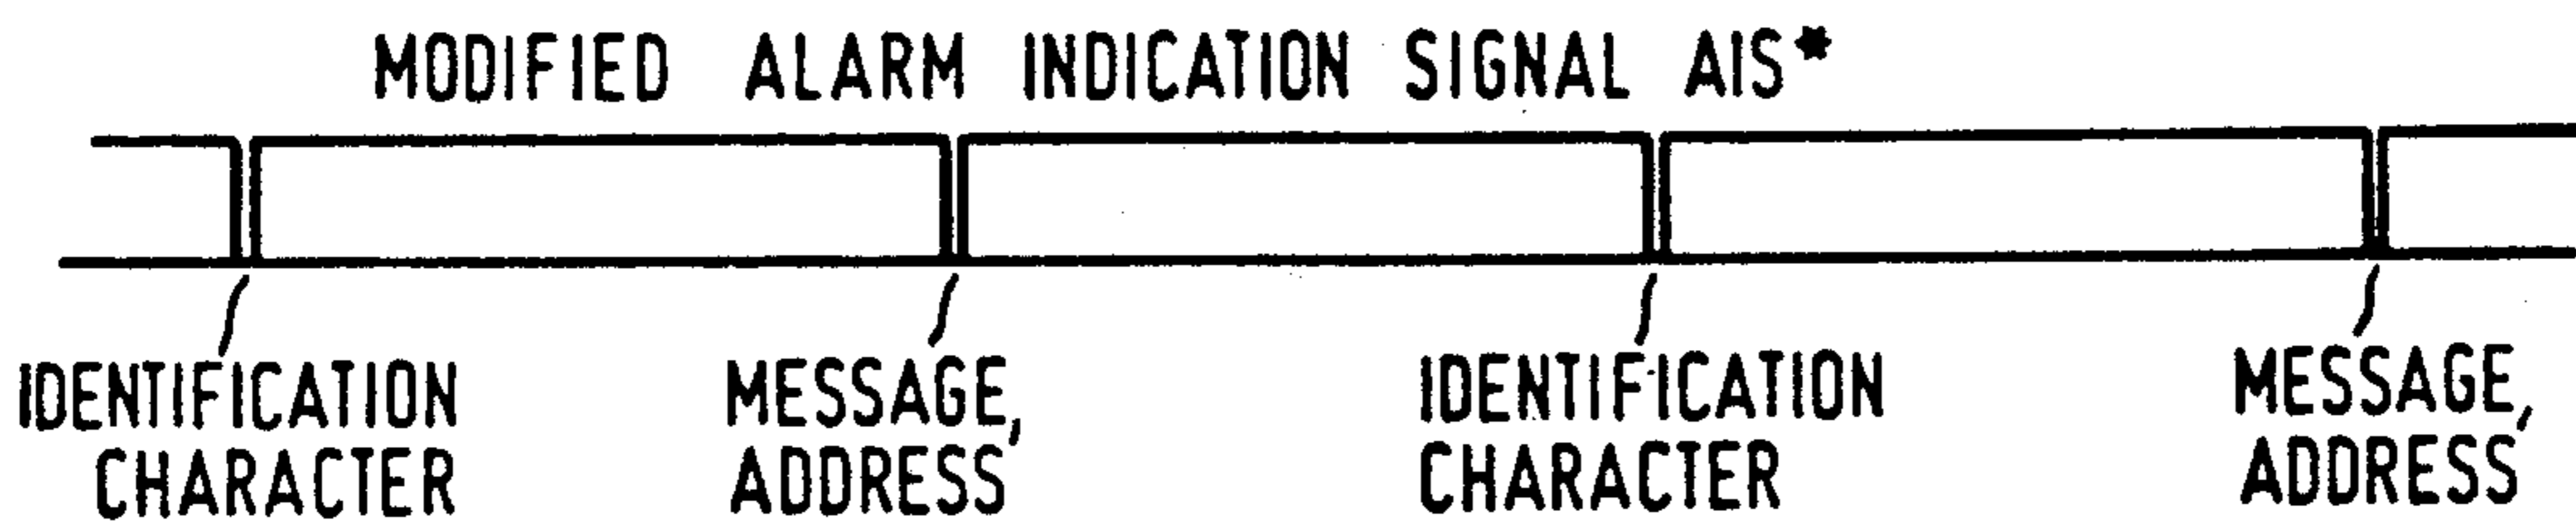 MODIFIED ALARM INDICATION SIGNAL AIS*
IDENTIFICATION
CHARACTER
MESSAGE,
ADDRESS
IDENTIFICATION
CHARACTER
MESSAGE,
ADDRESS